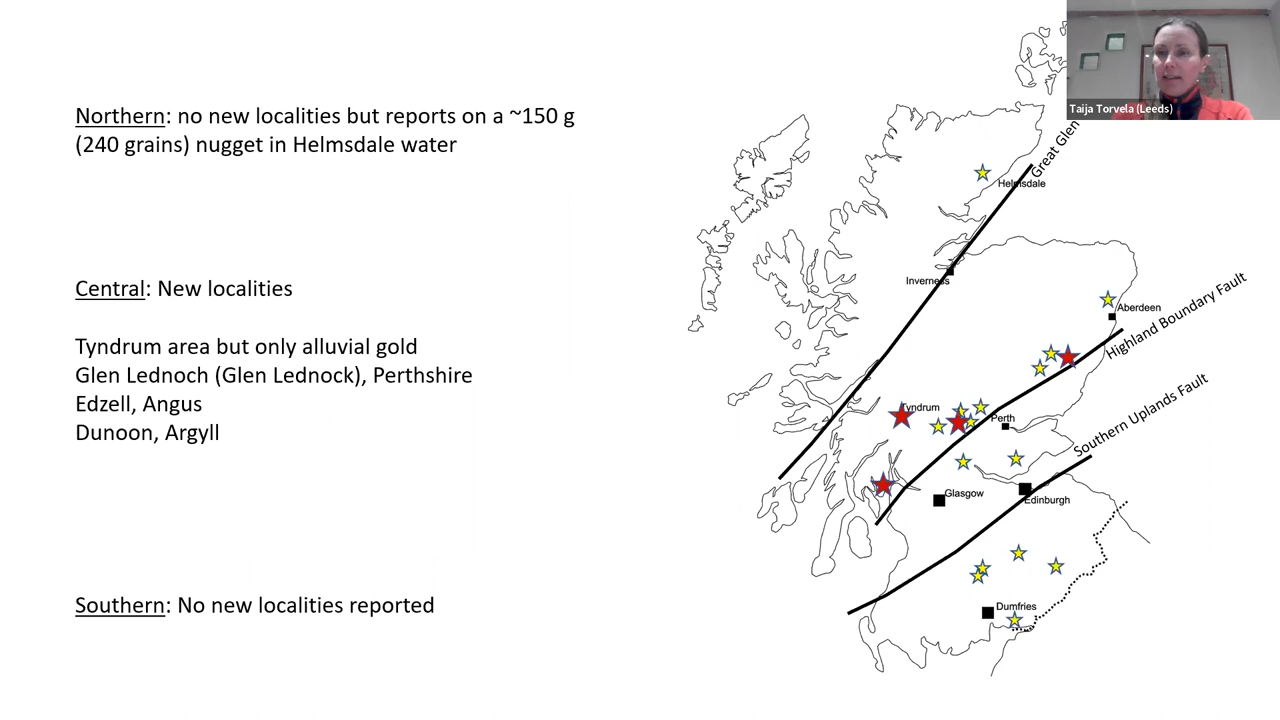 Northern: no new localities but reports on a ~150 g
(240 grains) nugget in Helmsdale water
Central: New localities
Tyndrum area but only alluvial gold
Glen Lednoch (Glen Lednock), Perthshire
Edzell, Angus
Dunoon, Argyll
Southern: No new localities reported
Taija Torvela (Leeds)
Great Glen
Helmsdale
Inverness
Aberdeen
Highland Boundary Fault
Tyndrum
Perth
Southern Uplands Fault
Glasgow
Edinburgh
Dumfries